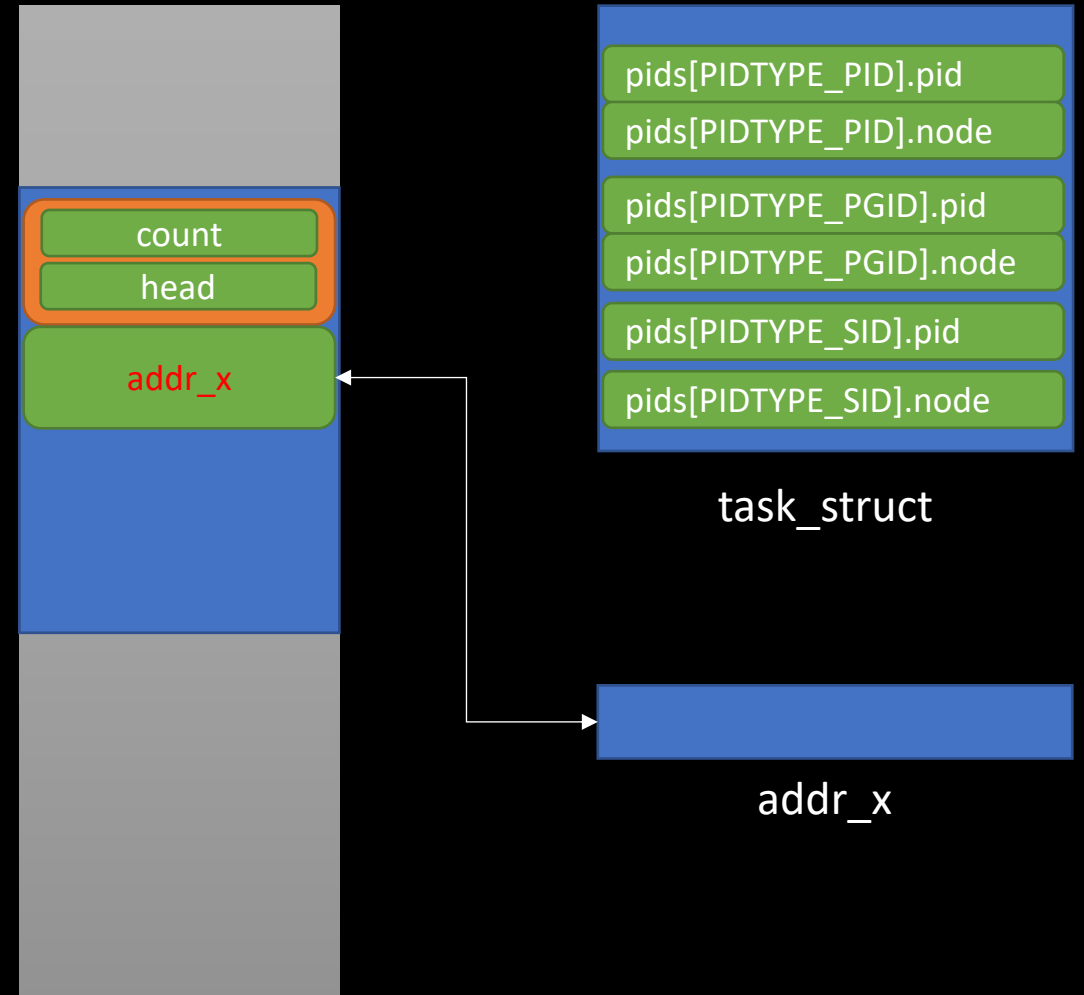 count
head
addr_x
pids[PIDTYPE_PID].pid
pids[PIDTYPE_PID].node
pids[PIDTYPE_PGID].pid
pids[PIDTYPE_PGID].node
pids[PIDTYPE_SID].pid
pids[PIDTYPE_SID].node
task_struct
addr_x